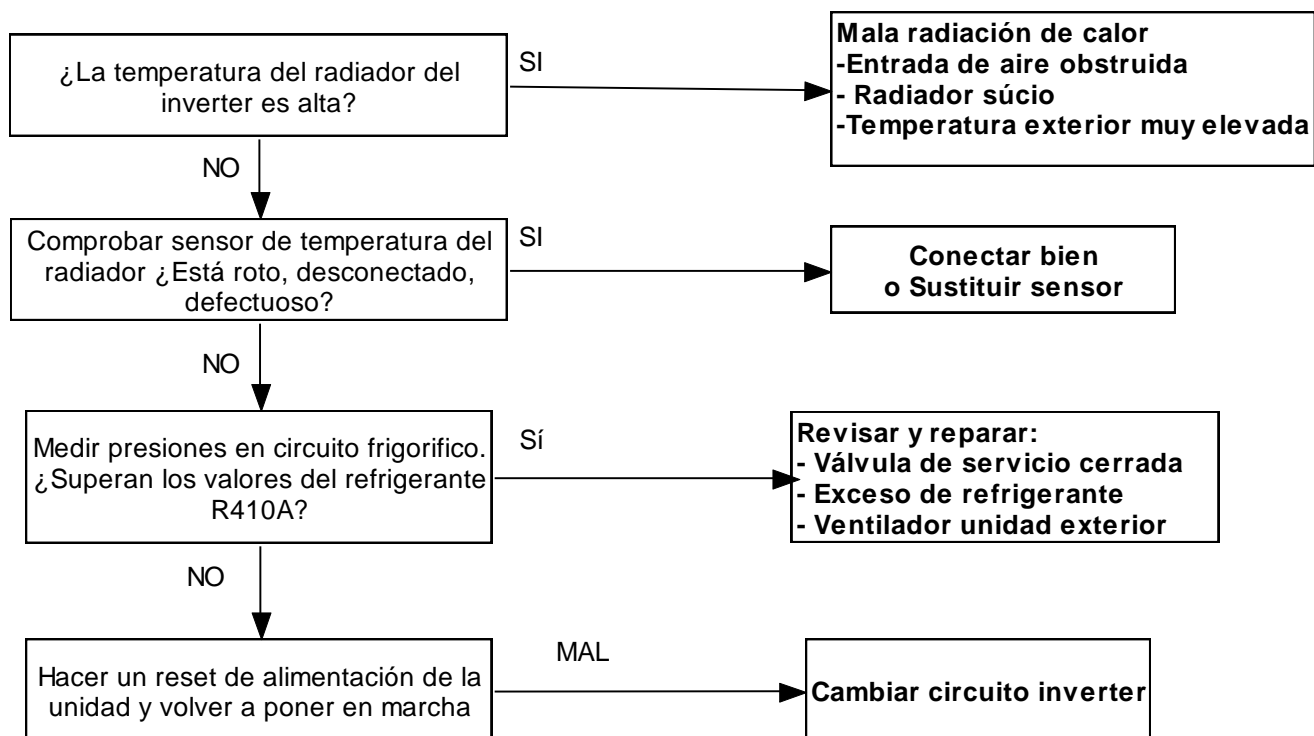 ¿La temperatura del radiador del
inverter es alta?
SI
Mala radiación de calor
-Entrada de aire obstruida
- Radiador súcio
-Temperatura exterior muy elevada
NO
Comprobar sensor de temperatura del
radiador ¿Está roto, desconectado,
defectuoso?
SI
Conectar bien
o Sustituir sensor
NO
Medir presiones en circuito frigorifico.
¿Superan los valores del refrigerante
R410A?
Sí
Revisar y reparar:
- Válvula de servicio cerrada
- Exceso de refrigerante
- Ventilador unidad exterior
NO
Hacer un reset de alimentación de la
unidad y volver a poner en marcha
MAL
Cambiar circuito inverter